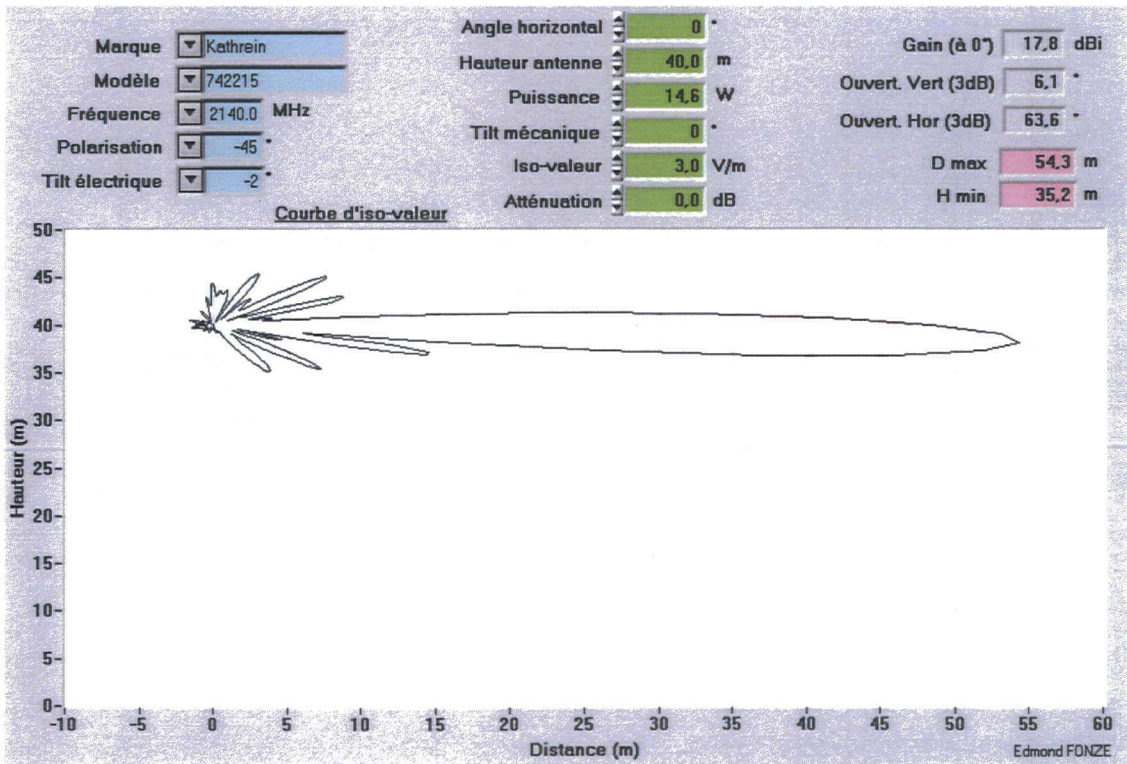 Marque Kathrein
Modèle 742215
Fréquence 2140.0 MHz
Polarisation -45 °
Tilt électrique -2 °
Angle horizontal 0 °
Hauteur antenne 40,0 m
Puissance 14,6 W
Tilt mécanique 0 °
Iso-valeur 3,0 V/m
Atténuation 0,0 dB
Gain (à 0°) 17,8 dBi
Ouvert. Vert (3dB) 6,1 °
Ouvert. Hor (3dB) 63,6 °
D max 54,3 m
H min 35,2 m
Courbe d'iso-valeur
Hauteur (m)
50
45
40
35
30
25
20
15
10
5
0
-10 -5 0 5 10 15 20 25 30 35 40 45 50 55 60
Distance (m)
Edmond FONZE